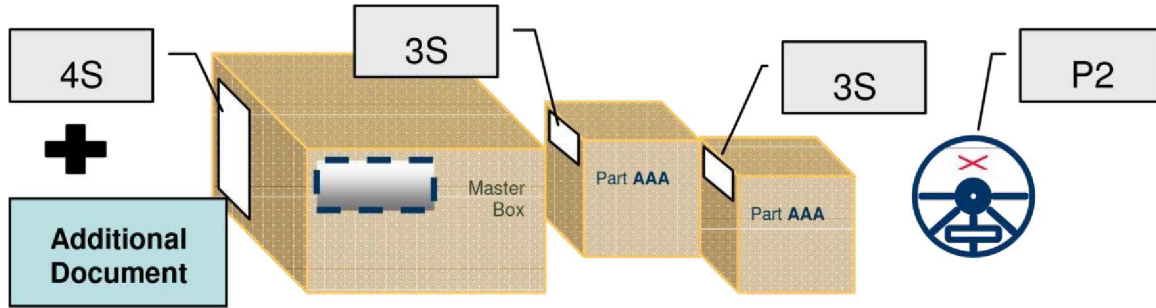 4S
3S
3S
P2
Additional
Document
Master
Box
Part AAA
Part AAA